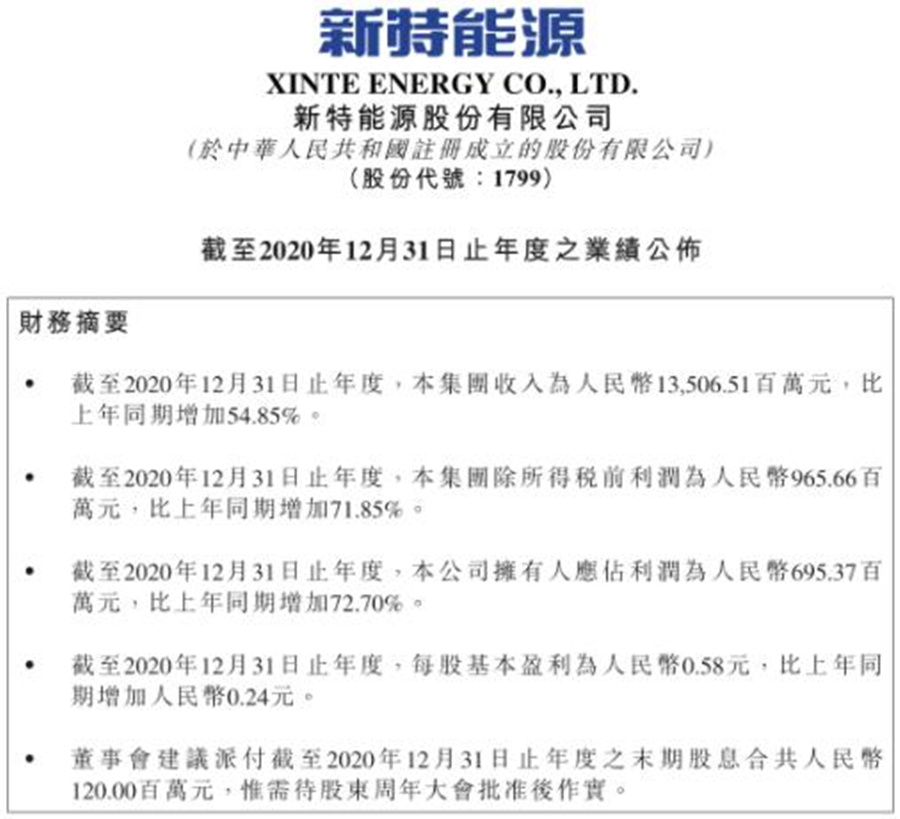 新特能源
XINTE ENERGY CO., LTD.
新特能源股份有限公司
(於中華人民共和國註冊成立的股份有限公司)
(股份代號：1799)
截至2020年12月31日止年度之業績公佈
財務摘要
• 截至2020年12月31日止年度，本集團收入為人民幣13,506.51百萬元，比
上年同期增加54.85%。
• 截至2020年12月31日止年度，本集團除所得稅前利潤為人民幣965.66百
萬元，比上年同期增加71.85%。
• 截至2020年12月31日止年度，本公司擁有人應佔利潤為人民幣695.37百
萬元，比上年同期增加72.70%。
• 截至2020年12月31日止年度，每股基本盈利為人民幣0.58元，比上年同
期增加人民幣0.24元。
• 董事會建議派付截至2020年12月31日止年度之末期股息合共人民幣
120.00百萬元，惟需待股東周年大會批准後作實。